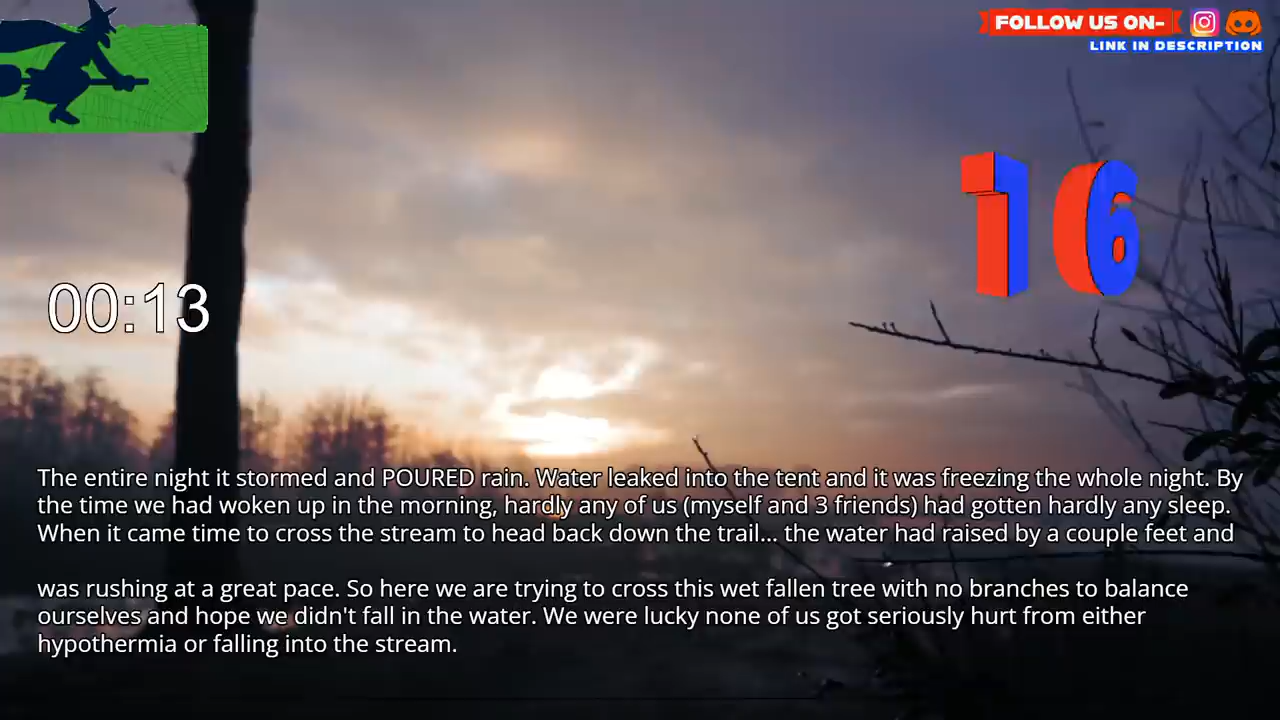 FOLLOW US ON-
LINK IN DESCRIPTION
16
00:13
The entire night it stormed and POURED rain. Water leaked into the tent and it was freezing the whole night. By
the time we had woken up in the morning, hardly any of us (myself and 3 friends) had gotten hardly any sleep.
When it came time to cross the stream to head back down the trail... the water had raised by a couple feet and
was rushing at a great pace. So here we are trying to cross this wet fallen tree with no branches to balance
ourselves and hope we didn't fall in the water. We were lucky none of us got seriously hurt from either
hypothermia or falling into the stream.